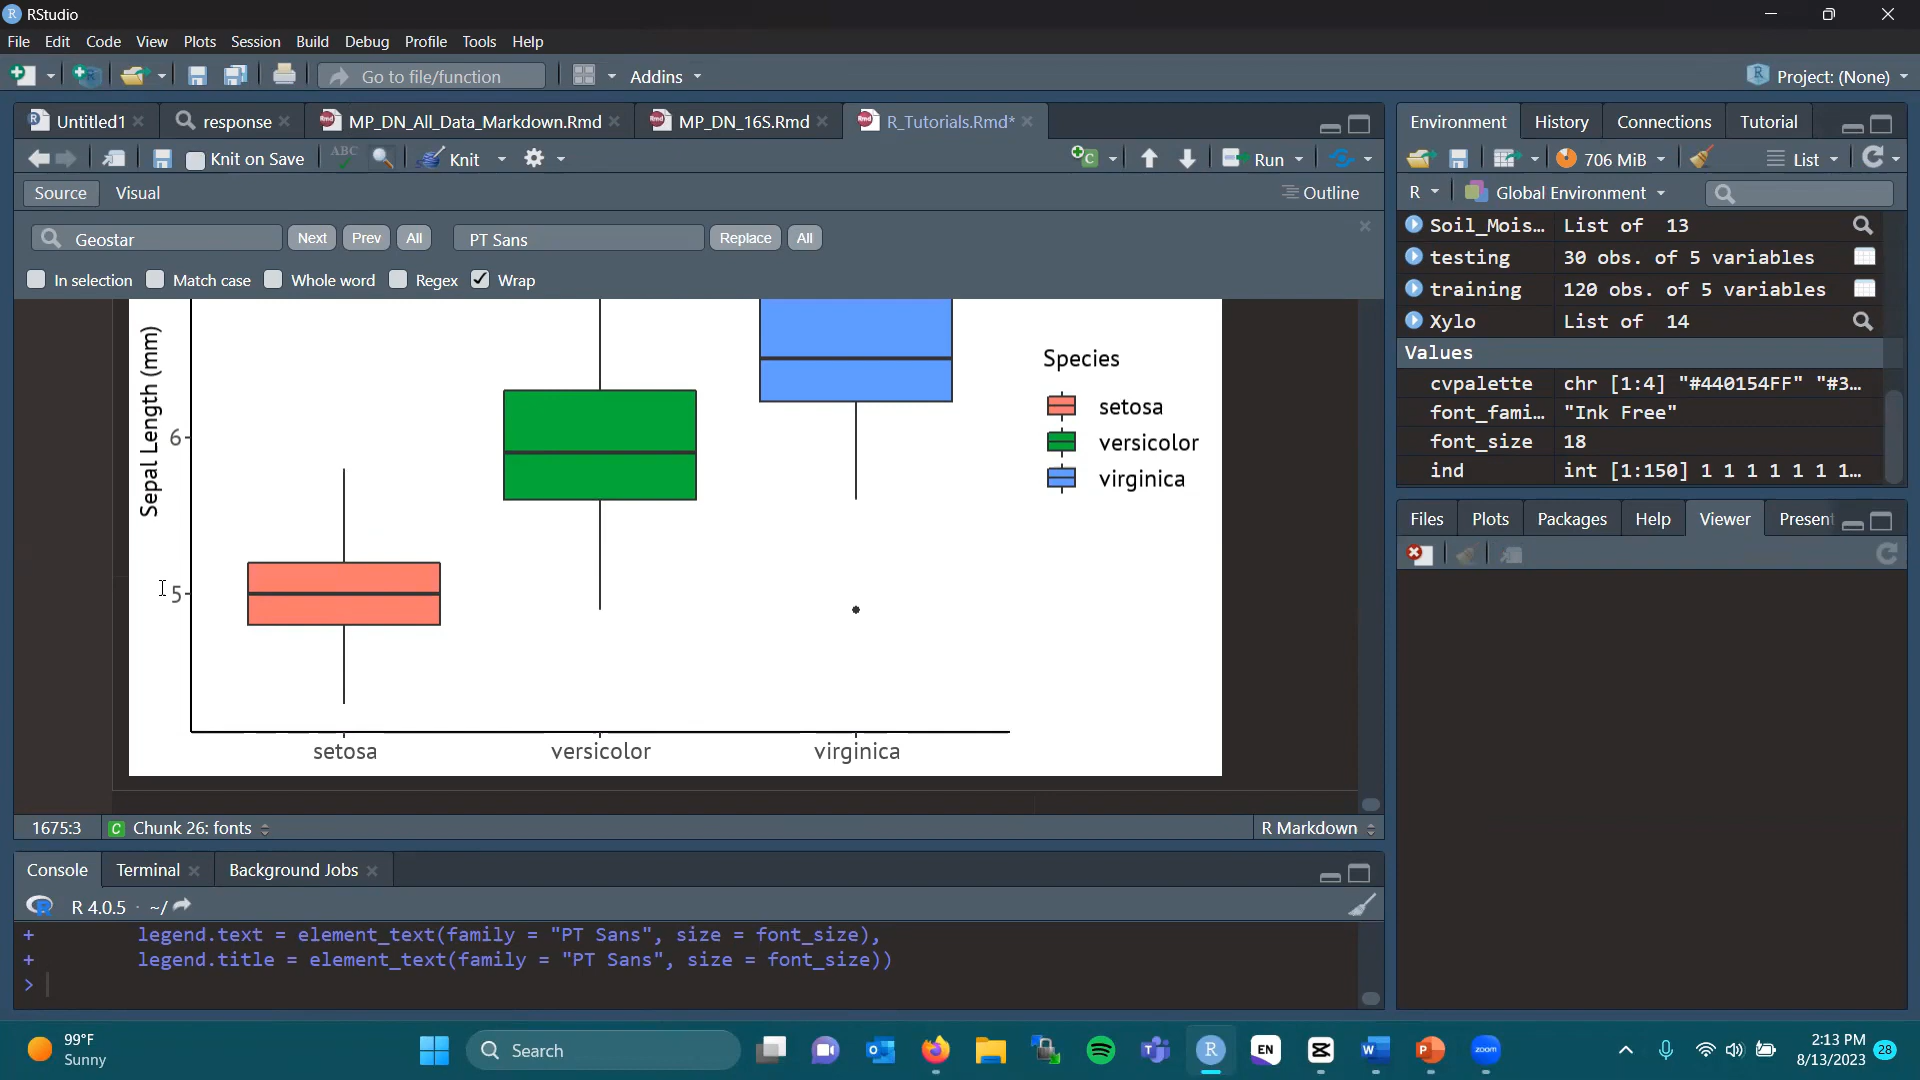 RStudio
File Edit Code View Plots Session Build Debug Profile Tools Help
Go to file/function Addins Project: (None)
Untitled1 response MP_DN_All_Data_Markdown.Rmd MP_DN_16S.Rmd R_Tutorials.Rmd*
Knit on Save ABC Knit Run
Source Visual Outline
Geostar Next Prev All PT Sans Replace All
In selection Match case Whole word Regex Wrap
Sepal Length (mm)
6
5
setosa versicolor virginica
Species
setosa
versicolor
virginica
1675:3 C Chunk 26: fonts R Markdown
Console Terminal Background Jobs
R 4.0.5 · ~/
+ legend.text = element_text(family = "PT Sans", size = font_size),
+ legend.title = element_text(family = "PT Sans", size = font_size))
>
Environment History Connections Tutorial
706 MiB List
R Global Environment
Soil_Mois… List of 13
testing 30 obs. of 5 variables
training 120 obs. of 5 variables
Xylo List of 14
Values
cvpalette chr [1:4] "#440154FF" "#3…
font_fami… "Ink Free"
font_size 18
ind int [1:150] 1 1 1 1 1 1 1…
Files Plots Packages Help Viewer Present
99°F
Sunny
Search
EN
zoom
2:13 PM
8/13/2023
28